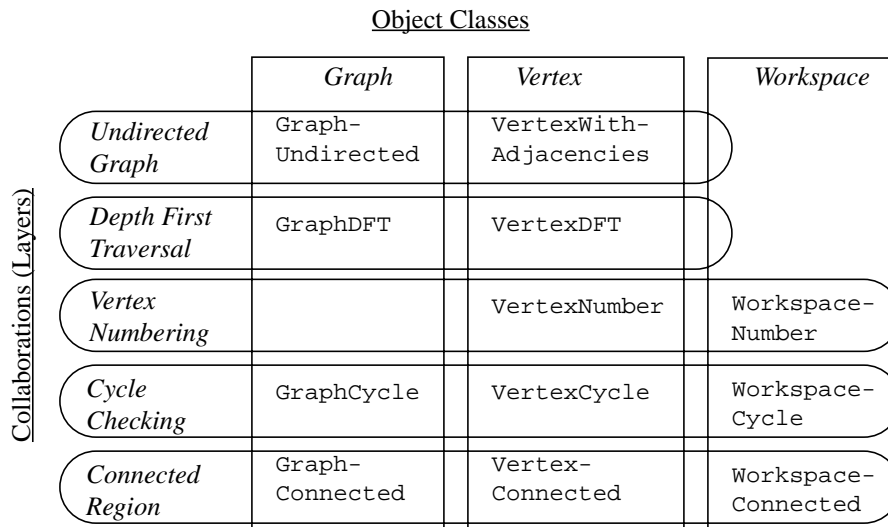 Object Classes
Graph Vertex Workspace
Collaborations (Layers)
Undirected Graph- VertexWith-
Graph Undirected Adjacencies
Depth First GraphDFT VertexDFT
Traversal
Vertex VertexNumber Workspace-
Numbering Number
Cycle GraphCycle VertexCycle Workspace-
Checking Cycle
Connected Graph- Vertex- Workspace-
Region Connected Connected Connected